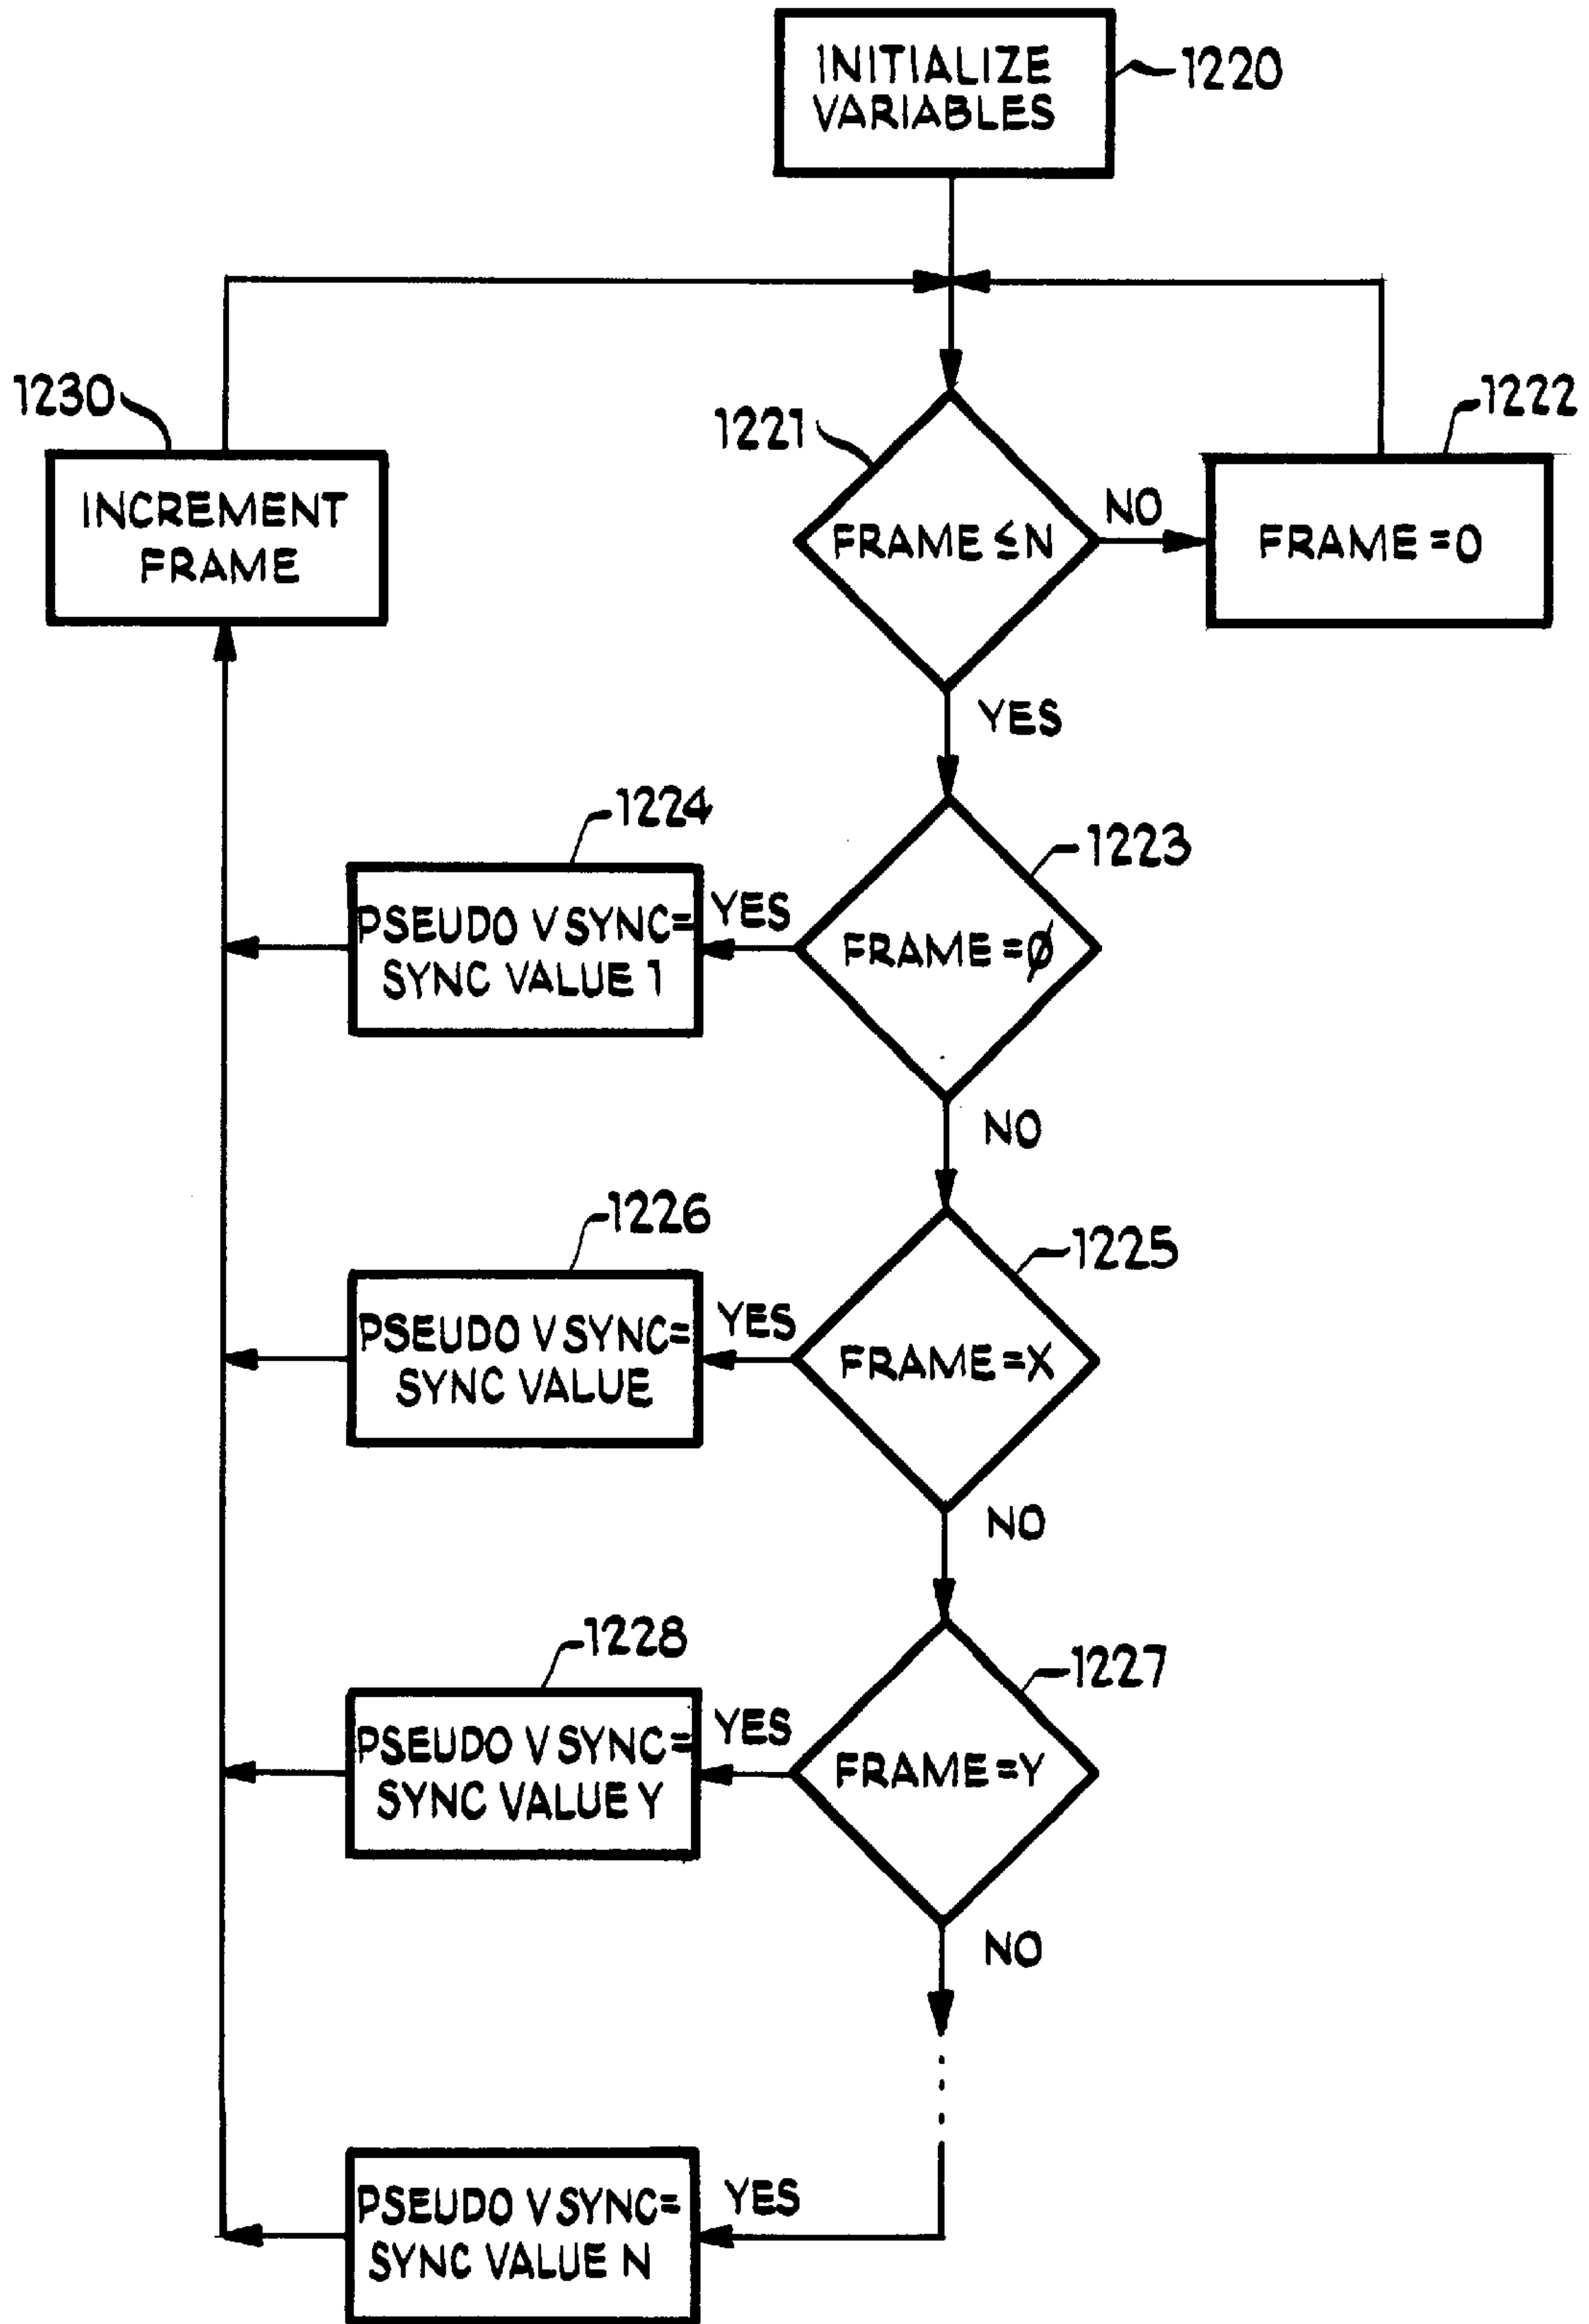 INITIALIZE
VARIABLES
1220
1230
INCREMENT
FRAME
1221
FRAME ≤ N
NO
1222
FRAME = 0
YES
1224
PSEUDO V SYNC=
SYNC VALUE 1
YES
1223
FRAME = Ø
NO
1226
PSEUDO V SYNC=
SYNC VALUE
YES
1225
FRAME = X
NO
1228
PSEUDO V SYNC=
SYNC VALUE Y
YES
1227
FRAME = Y
NO
PSEUDO V SYNC=
SYNC VALUE N
YES